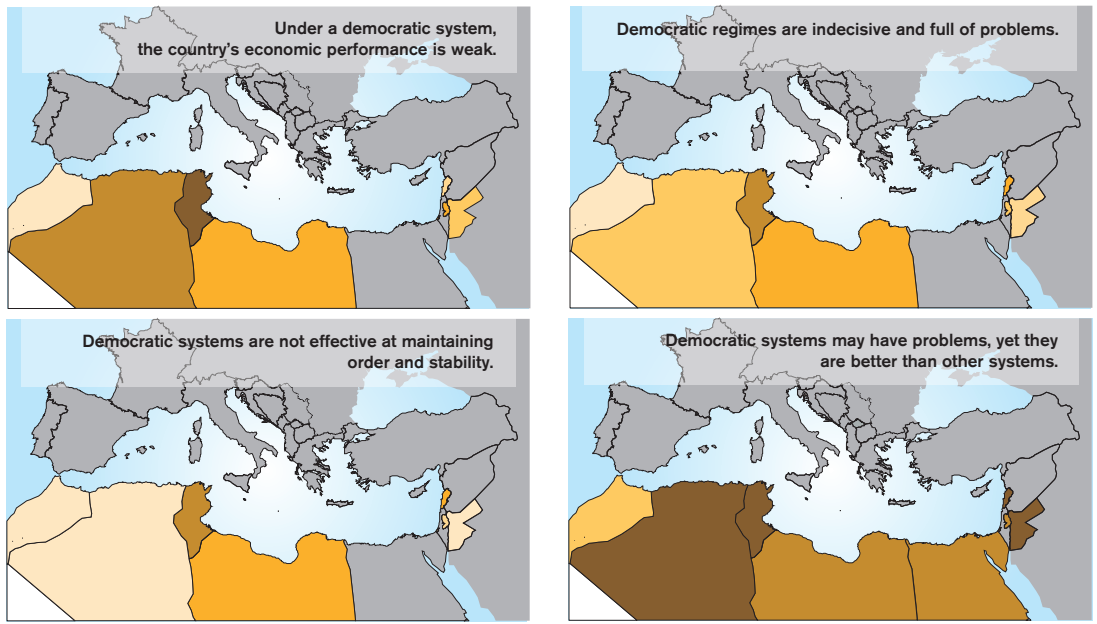 Under a democratic system,
the country's economic performance is weak.
Democratic regimes are indecisive and full of problems.
Democratic systems are not effective at maintaining
order and stability.
Democratic systems may have problems, yet they
are better than other systems.